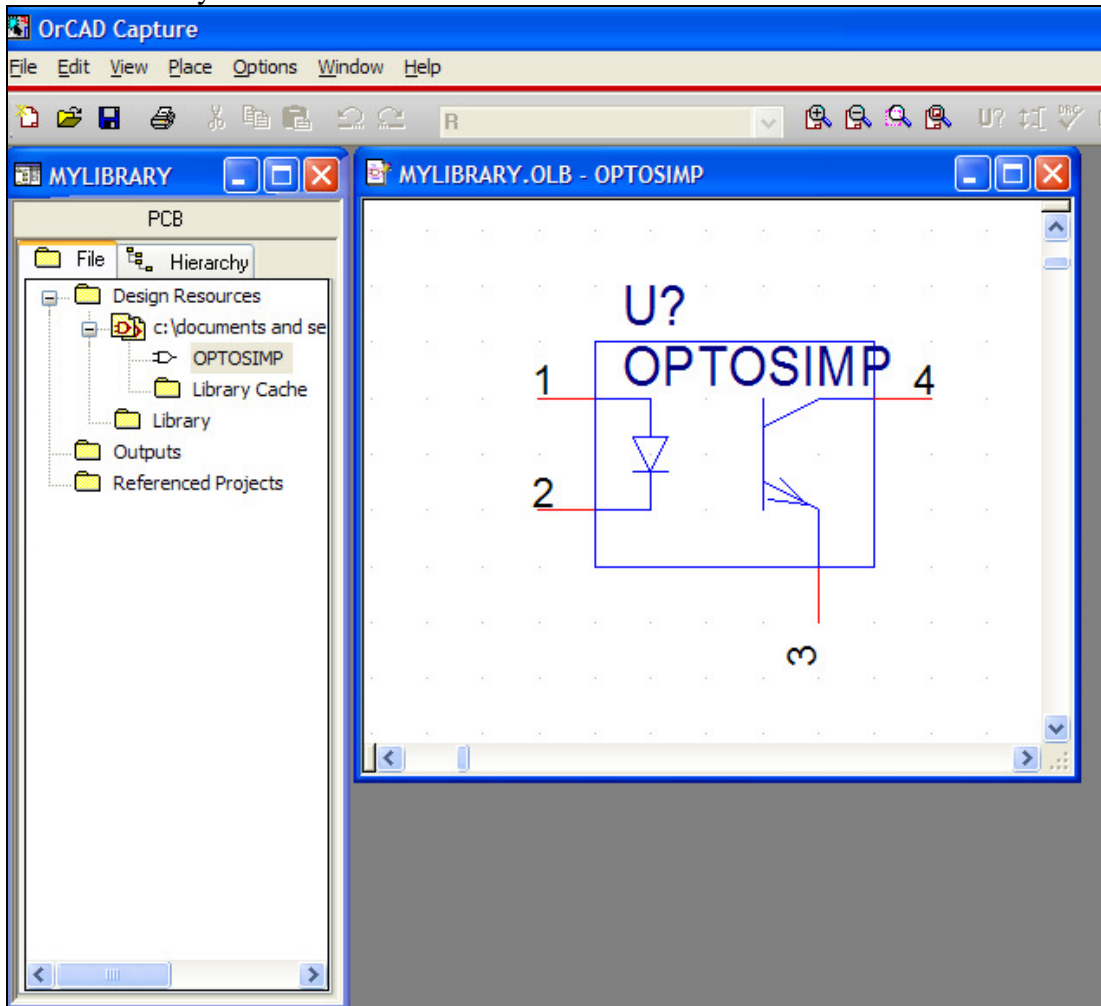 OrCAD Capture
File Edit View Place Options Window Help
R U?
MYLIBRARY
PCB
File Hierarchy
Design Resources
c:\documents and se
OPTOSIMP
Library Cache
Library
Outputs
Referenced Projects
MYLIBRARY.OLB - OPTOSIMP
U?
OPTOSIMP
1
4
2
3